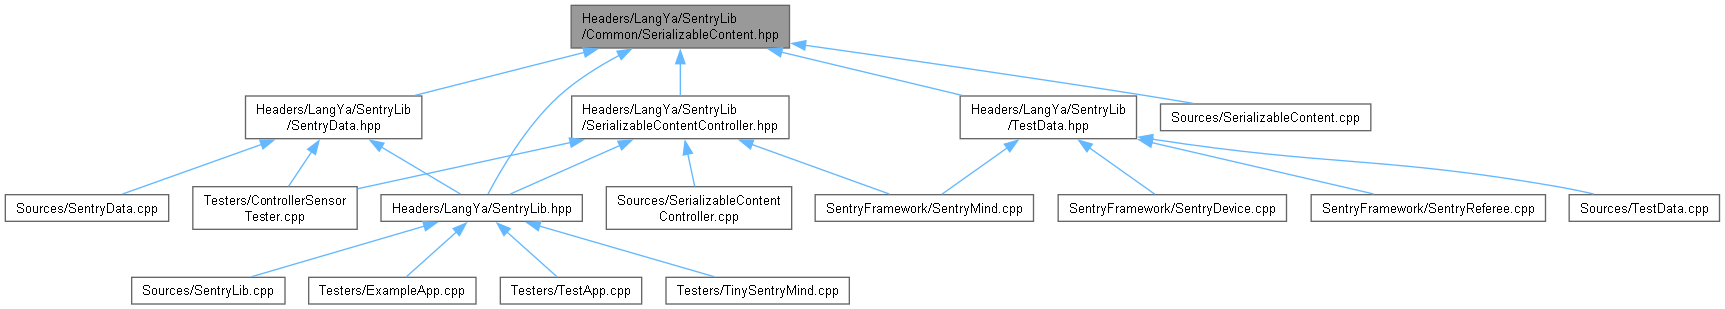 Headers/LangYa/SentryLib
/Common/SerializableContent.hpp
Headers/LangYa/SentryLib
/SentryData.hpp
Headers/LangYa/SentryLib
/SerializableContentController.hpp
Headers/LangYa/SentryLib
/TestData.hpp
Sources/SerializableContent.cpp
Sources/SentryData.cpp
Testers/ControllerSensor
Tester.cpp
Headers/LangYa/SentryLib.hpp
Sources/SerializableContent
Controller.cpp
SentryFramework/SentryMind.cpp
SentryFramework/SentryDevice.cpp
SentryFramework/SentryReferee.cpp
Sources/TestData.cpp
Sources/SentryLib.cpp
Testers/ExampleApp.cpp
Testers/TestApp.cpp
Testers/TinySentryMind.cpp